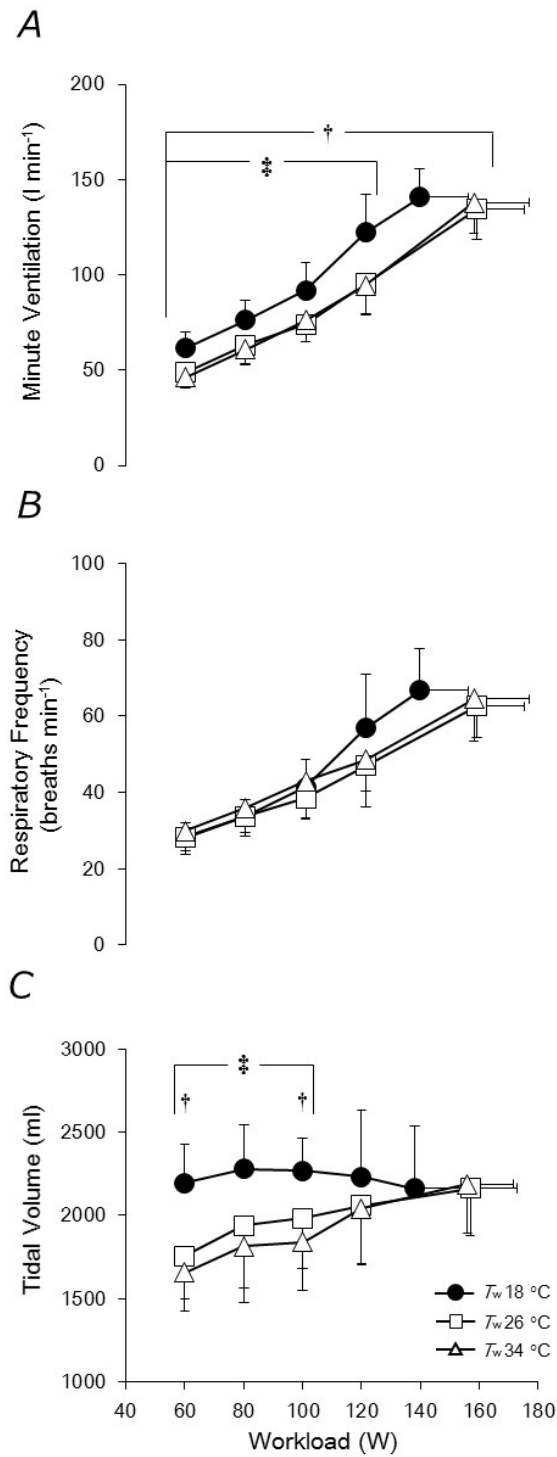 A
Minute Ventilation (l min-1)
200
150
100
50
0
†
‡
B
Respiratory Frequency
(breaths min-1)
100
80
60
40
20
0
C
Tidal Volume (ml)
3000
2500
2000
1500
1000
‡
†
†
Tw 18 °C
Tw 26 °C
Tw 34 °C
40 60 80 100 120 140 160 180
Workload (W)